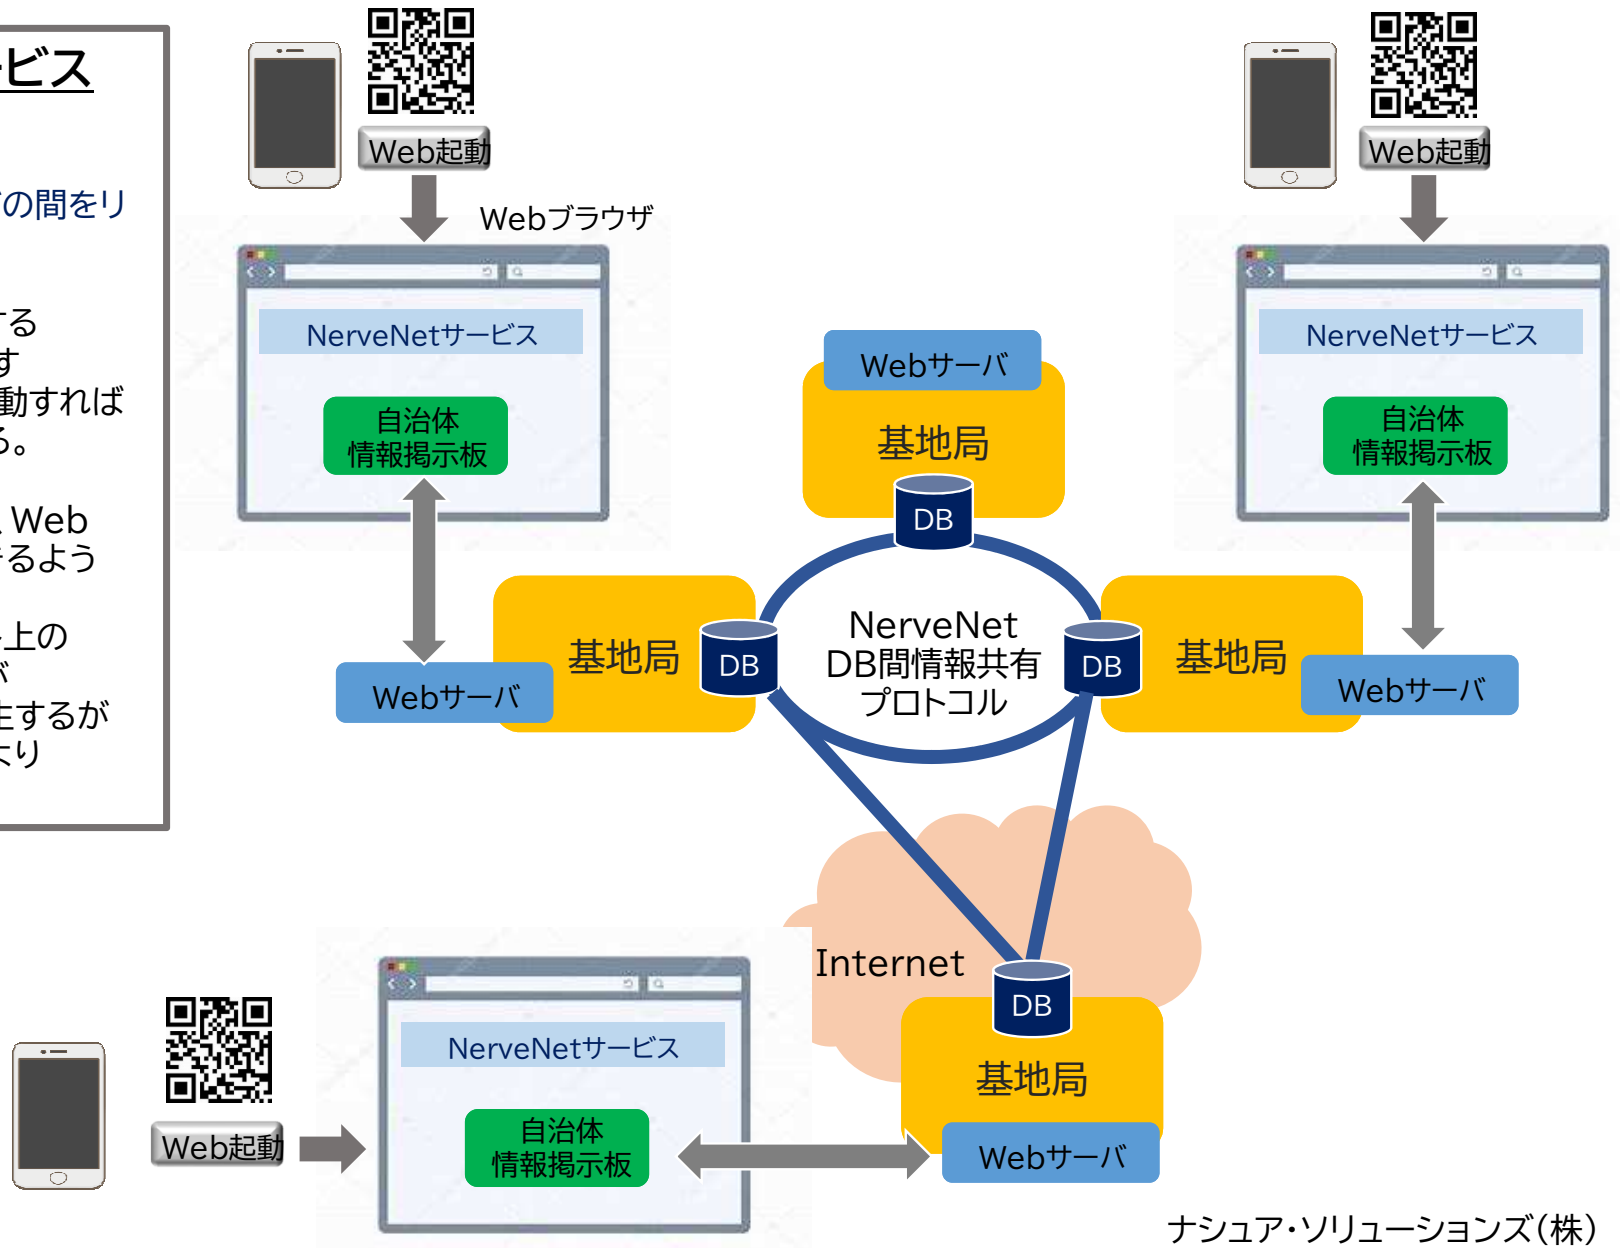 ービス
の間をリ
する
す
動すれば
る。
、Web
きるよう
上の
が
生するが
より
Web起動
Webブラウザ
NerveNetサービス
自治体
情報掲示板
Web起動
NerveNetサービス
自治体
情報掲示板
Webサーバ
基地局
DB
基地局
DB
Webサーバ
NerveNet
DB間情報共有
プロトコル
DB
基地局
Webサーバ
Internet
DB
基地局
Webサーバ
Web起動
NerveNetサービス
自治体
情報掲示板
ナシュア・ソリューションズ(株)